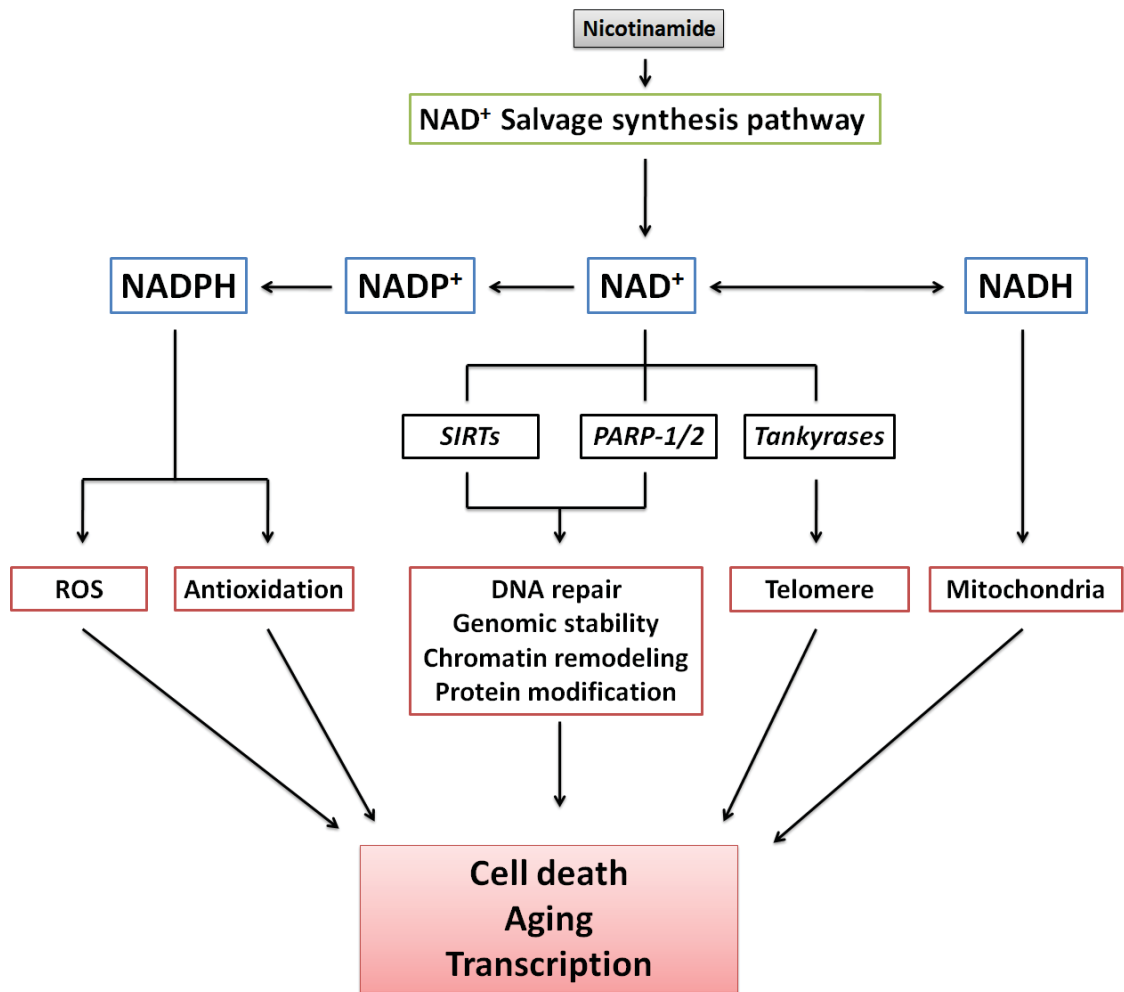 Nicotinamide
NAD⁺ Salvage synthesis pathway
NADPH
NADP⁺
NAD⁺
NADH
SIRTs
PARP-1/2
Tankyrases
ROS
Antioxidation
DNA repair
Genomic stability
Chromatin remodeling
Protein modification
Telomere
Mitochondria
Cell death
Aging
Transcription